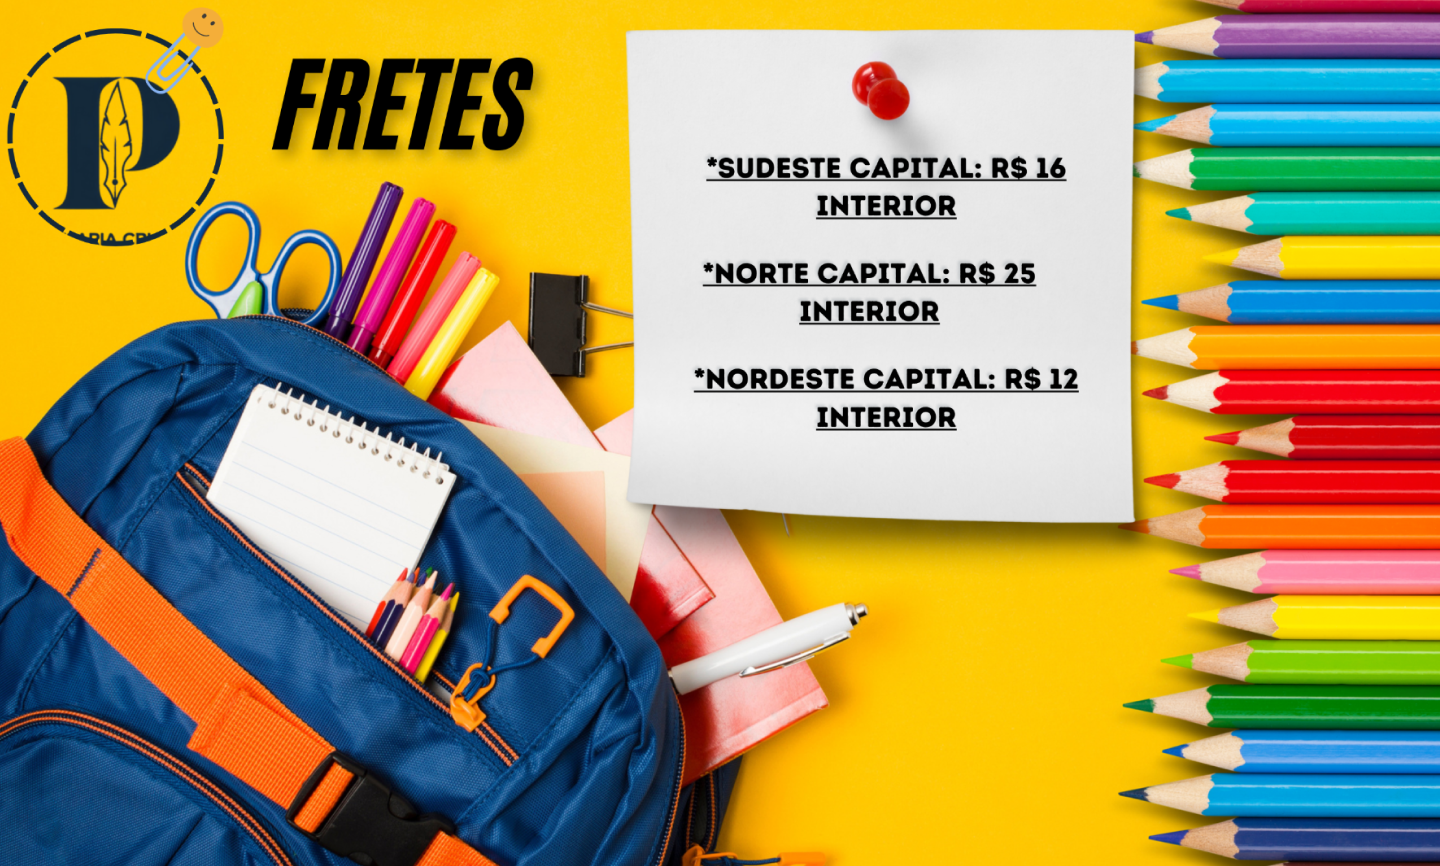 P
FRETES
*SUDESTE CAPITAL: R$ 16
INTERIOR
*NORTE CAPITAL: R$ 25
INTERIOR
*NORDESTE CAPITAL: R$ 12
INTERIOR